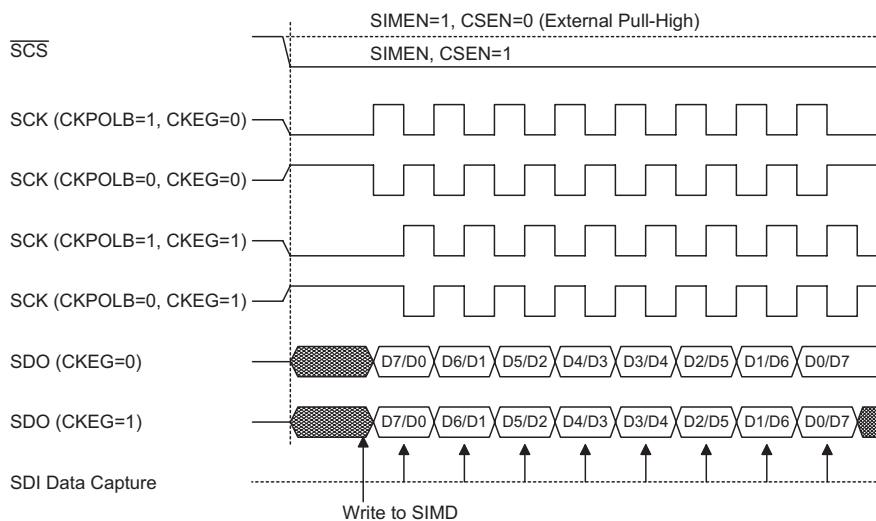 SIMEN=1, CSEN=0 (External Pull-High)
SCS
SIMEN, CSEN=1
SCK (CKPOLB=1, CKEG=0)
SCK (CKPOLB=0, CKEG=0)
SCK (CKPOLB=1, CKEG=1)
SCK (CKPOLB=0, CKEG=1)
SDO (CKEG=0) D7/D0 D6/D1 D5/D2 D4/D3 D3/D4 D2/D5 D1/D6 D0/D7
SDO (CKEG=1) D7/D0 D6/D1 D5/D2 D4/D3 D3/D4 D2/D5 D1/D6 D0/D7
SDI Data Capture
Write to SIMD